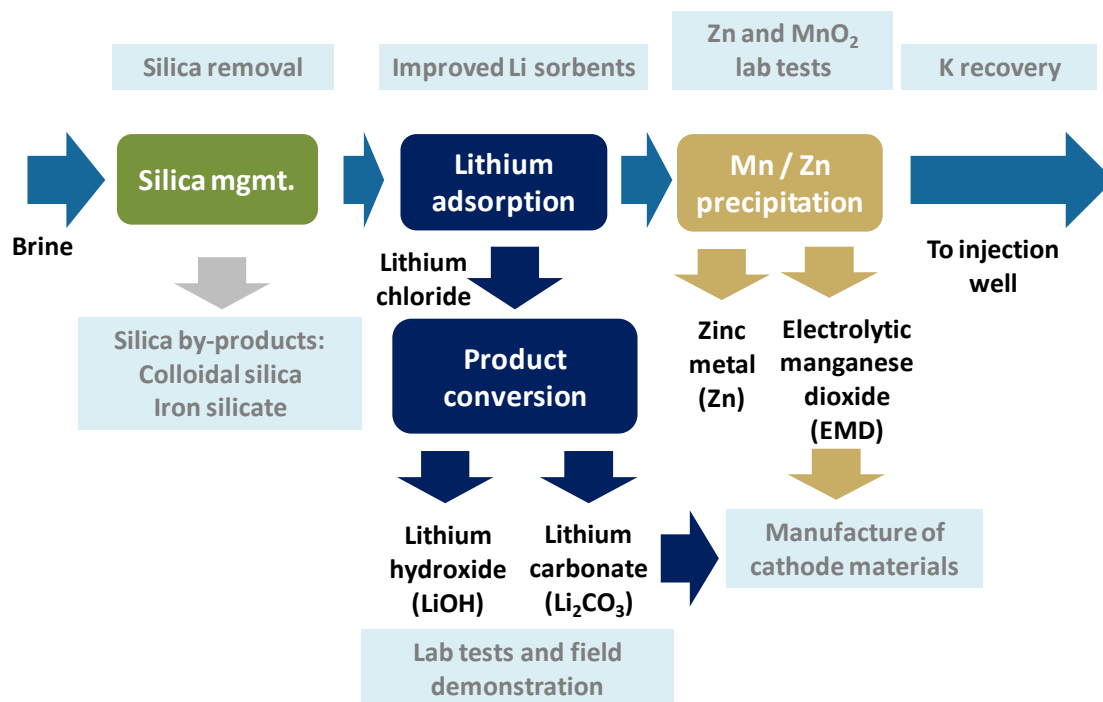 Silica removal
Improved Li sorbents
Zn and MnO₂
lab tests
K recovery
Brine
Silica mgmt.
Lithium
adsorption
Mn / Zn
precipitation
To injection
well
Silica by-products:
Colloidal silica
Iron silicate
Lithium
chloride
Product
conversion
Zinc
metal
(Zn)
Electrolytic
manganese
dioxide
(EMD)
Lithium
hydroxide
(LiOH)
Lithium
carbonate
(Li₂CO₃)
Manufacture of
cathode materials
Lab tests and field
demonstration